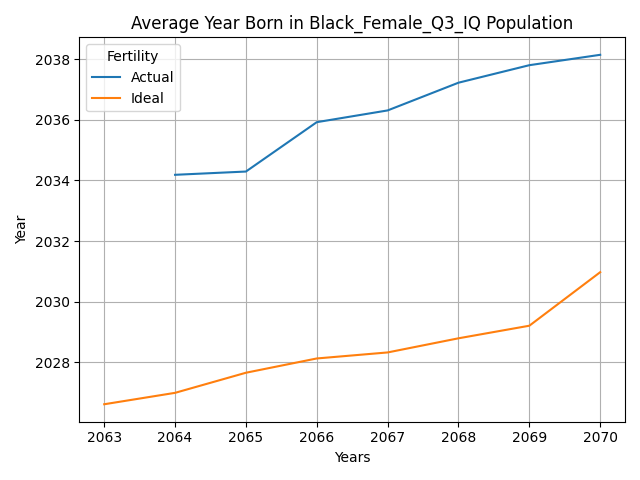 Average Year Born in Black_Female_Q3_IQ Population
Fertility
Actual
Ideal
Year
2038
2036
2034
2032
2030
2028
2063 2064 2065 2066 2067 2068 2069 2070
Years